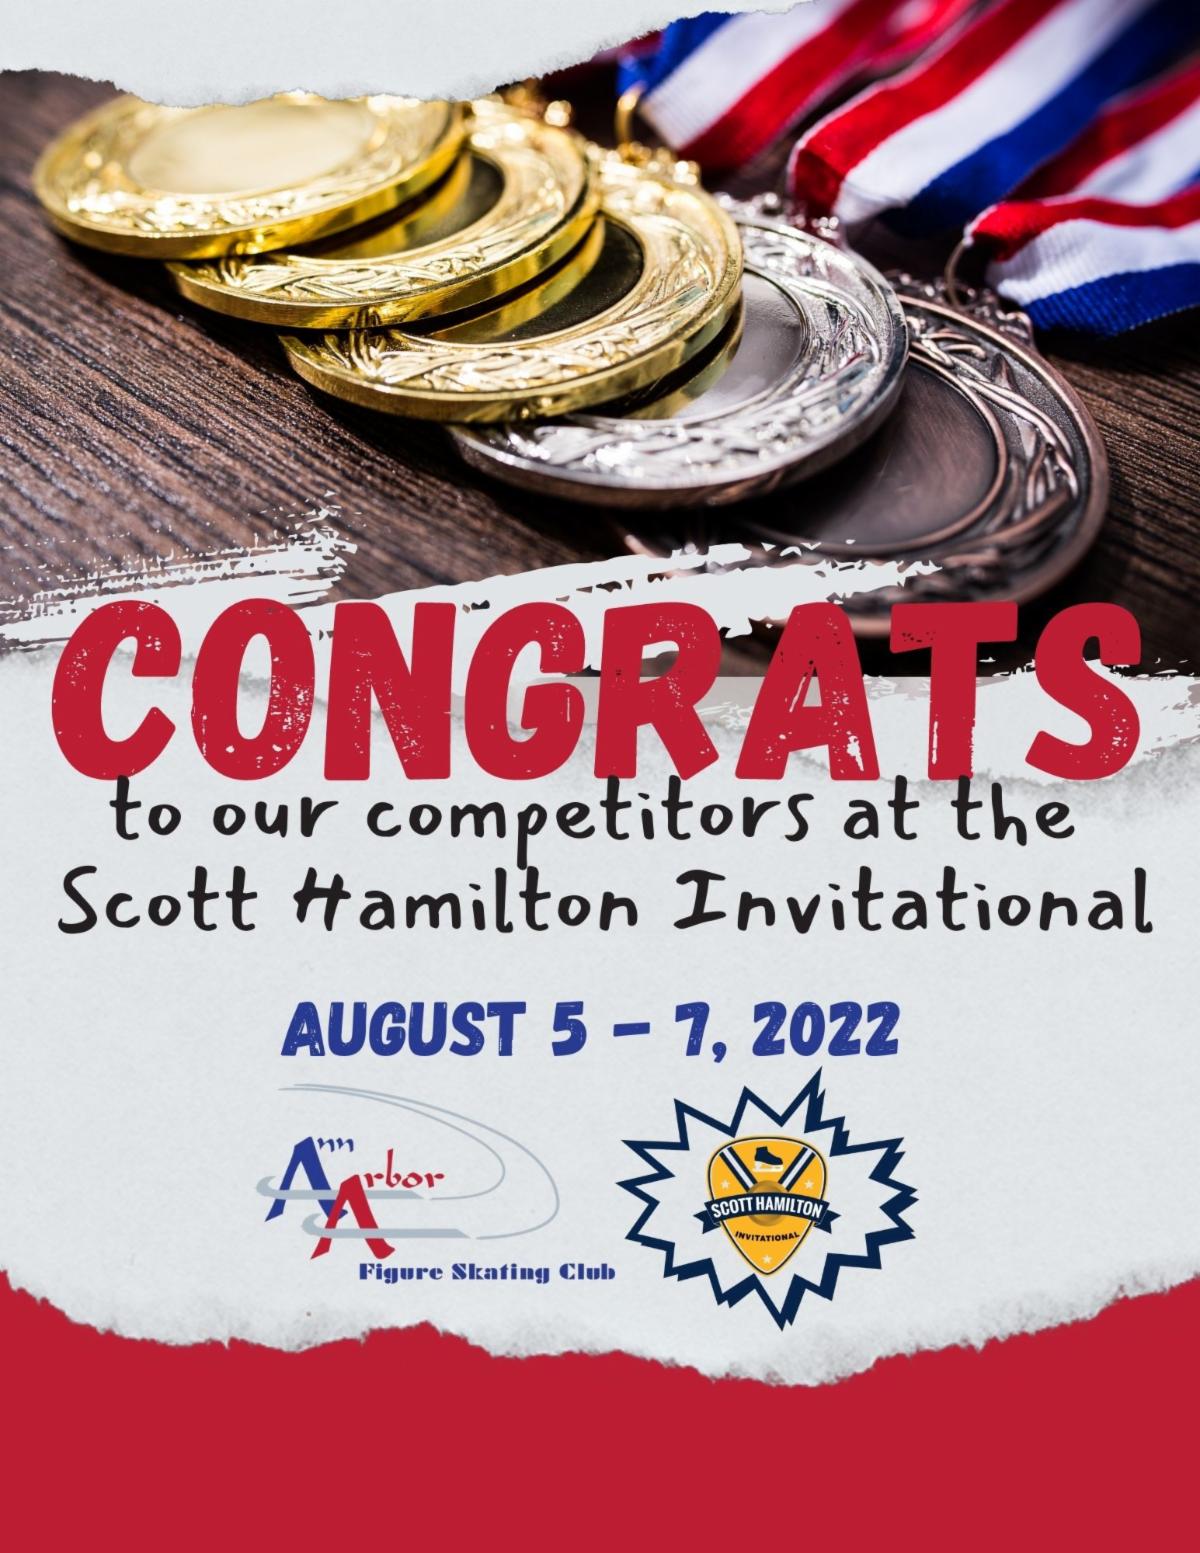 CONGRATS
to our competitors at the
Scott Hamilton Invitational
AUGUST 5 - 7, 2022
Ann
Arbor
Figure Skating Club
SCOTT HAMILTON
INVITATIONAL